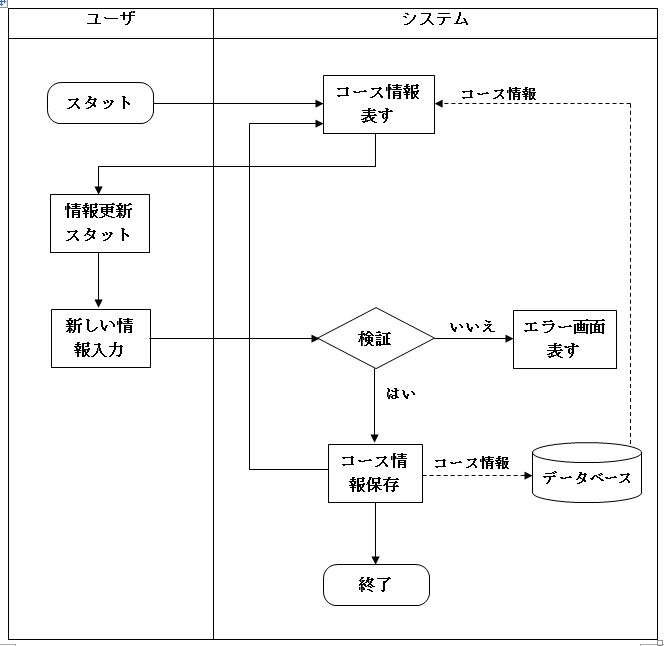 ユーザ
システム
スタット
コース情報
表す
コース情報
情報更新
スタット
新しい情
報入力
検証
いいえ
エラー画面
表す
はい
コース情
報保存
コース情報
データベース
終了